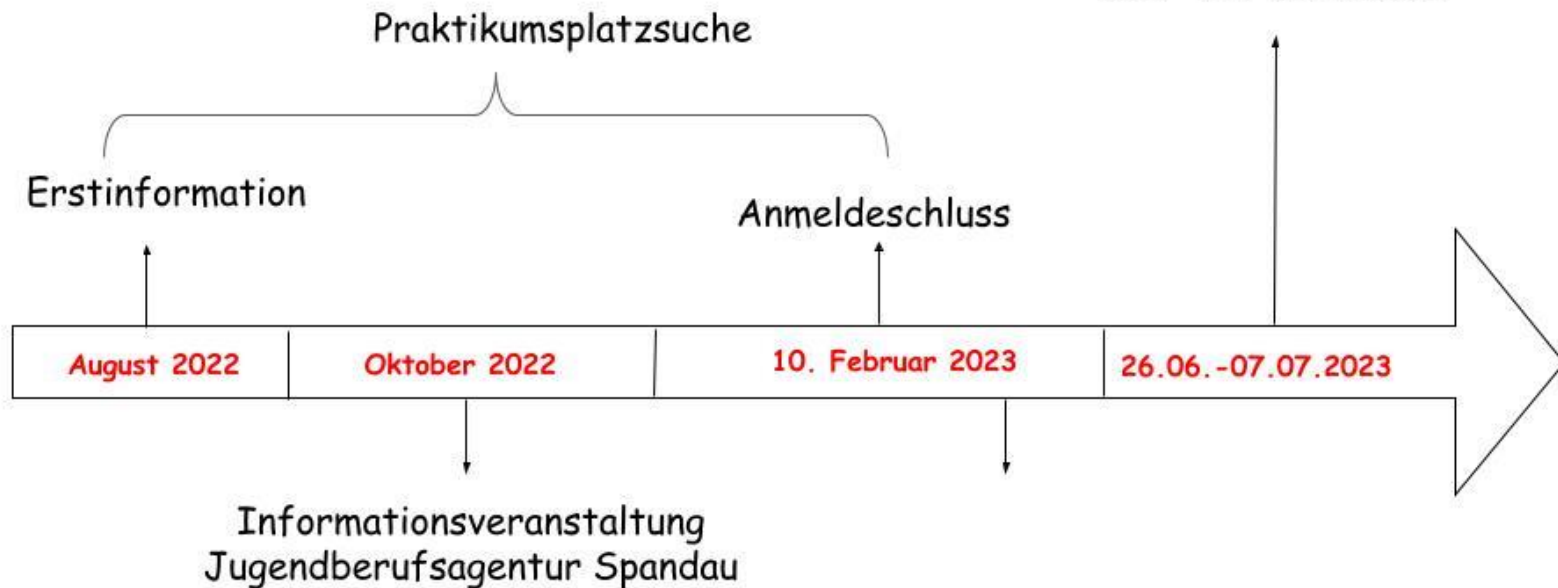 Praktikumsplatzsuche
Erstinformation
Anmeldeschluss
August 2022
Oktober 2022
10. Februar 2023
26.06.-07.07.2023
Informationsveranstaltung
Jugendberufsagentur Spandau